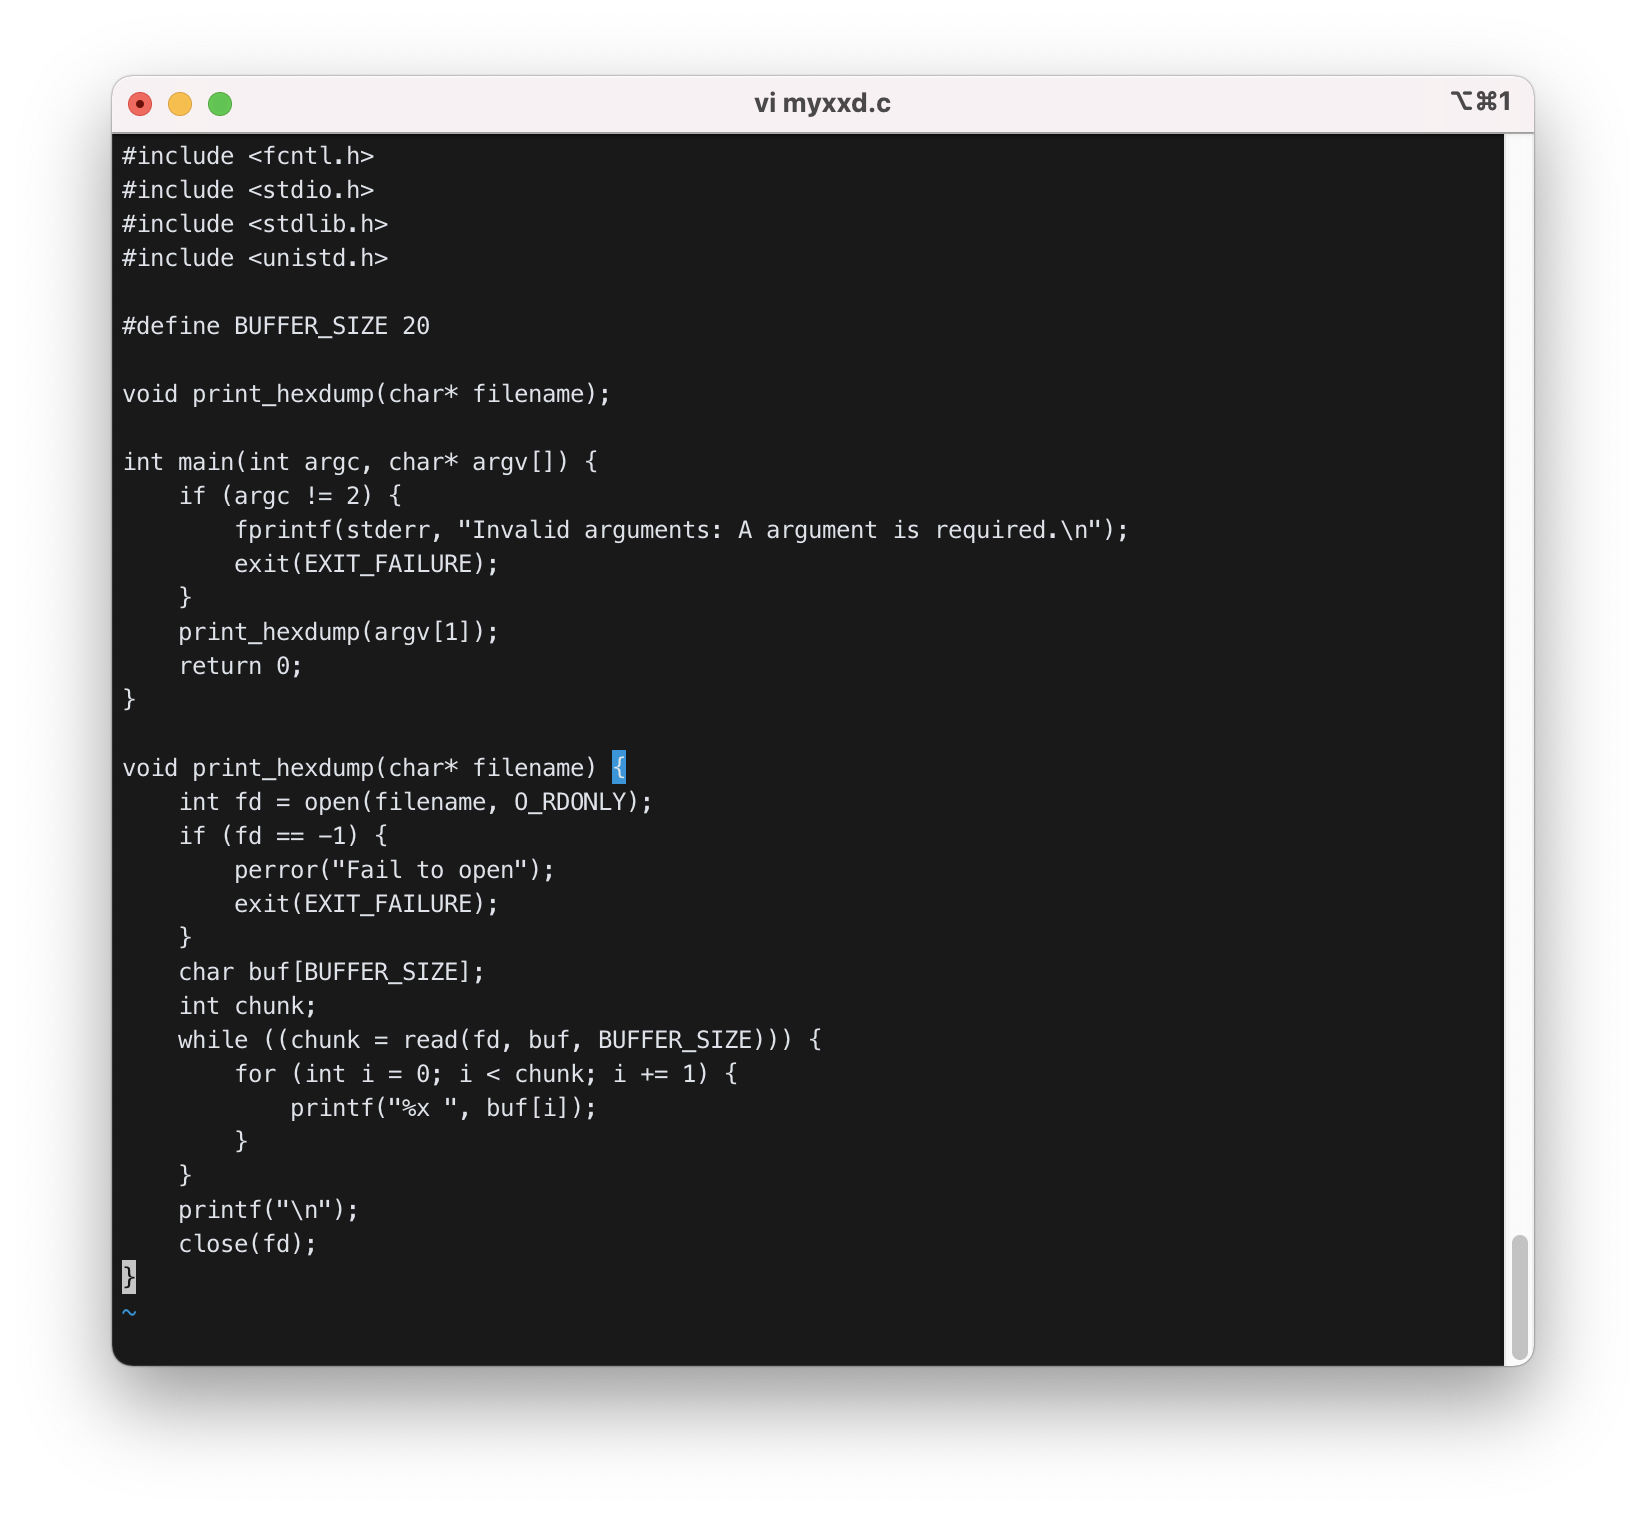 vi myxxd.c
⌥⌘1
#include <fcntl.h>
#include <stdio.h>
#include <stdlib.h>
#include <unistd.h>

#define BUFFER_SIZE 20

void print_hexdump(char* filename);

int main(int argc, char* argv[]) {
    if (argc != 2) {
        fprintf(stderr, "Invalid arguments: A argument is required.\n");
        exit(EXIT_FAILURE);
    }
    print_hexdump(argv[1]);
    return 0;
}

void print_hexdump(char* filename) {
    int fd = open(filename, O_RDONLY);
    if (fd == -1) {
        perror("Fail to open");
        exit(EXIT_FAILURE);
    }
    char buf[BUFFER_SIZE];
    int chunk;
    while ((chunk = read(fd, buf, BUFFER_SIZE))) {
        for (int i = 0; i < chunk; i += 1) {
            printf("%x ", buf[i]);
        }
    }
    printf("\n");
    close(fd);
}
~